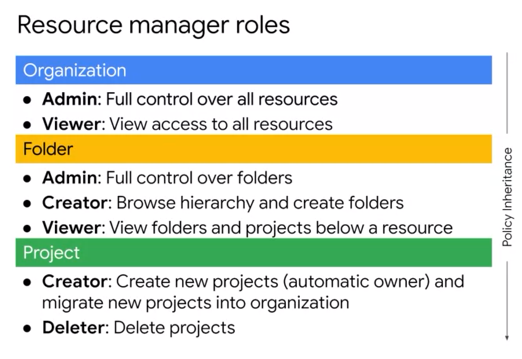 Resource manager roles
Organization
● Admin: Full control over all resources
● Viewer: View access to all resources
Folder
● Admin: Full control over folders
● Creator: Browse hierarchy and create folders
● Viewer: View folders and projects below a resource
Project
● Creator: Create new projects (automatic owner) and
migrate new projects into organization
● Deleter: Delete projects
Policy Inheritance